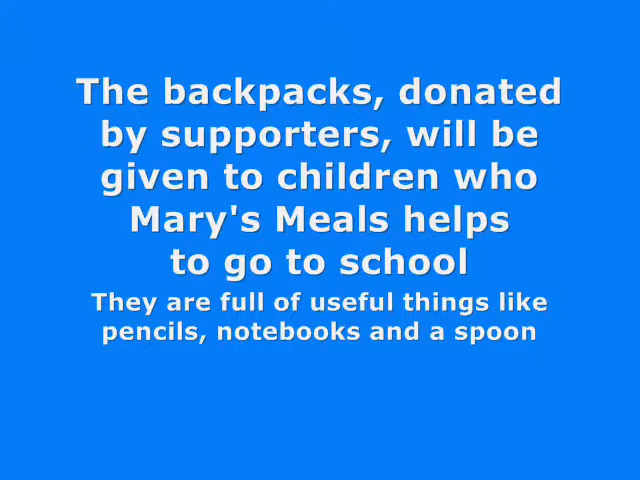 The backpacks, donated
by supporters, will be
given to children who
Mary's Meals helps
to go to school
They are full of useful things like
pencils, notebooks and a spoon